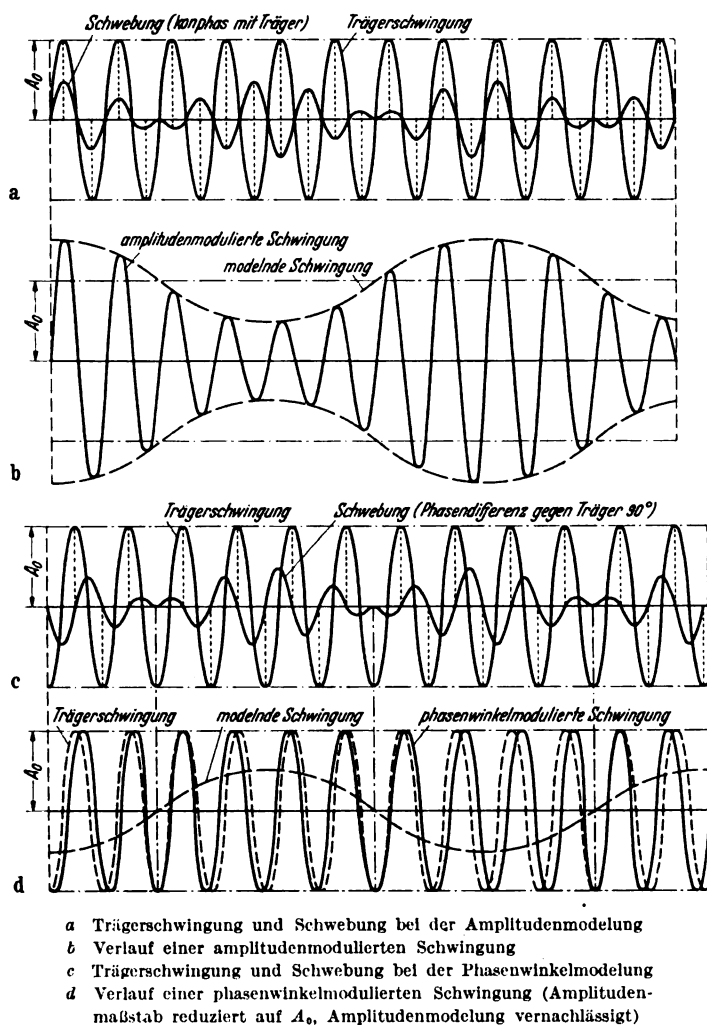 Schwebung (konphas mit Träger)
Trägerschwingung
A₀
a
amplitudenmodulierte Schwingung
modelnde Schwingung
A₀
b
Trägerschwingung
Schwebung (Phasendifferenz gegen Träger 90°)
A₀
c
Trägerschwingung
modelnde Schwingung
phasenwinkelmodulierte Schwingung
A₀
d
a Trägerschwingung und Schwebung bei der Amplitudenmodelung
b Verlauf einer amplitudenmodulierten Schwingung
c Trägerschwingung und Schwebung bei der Phasenwinkelmodelung
d Verlauf einer phasenwinkelmodulierten Schwingung (Amplituden-
maßstab reduziert auf A₀, Amplitudenmodelung vernachlässigt)